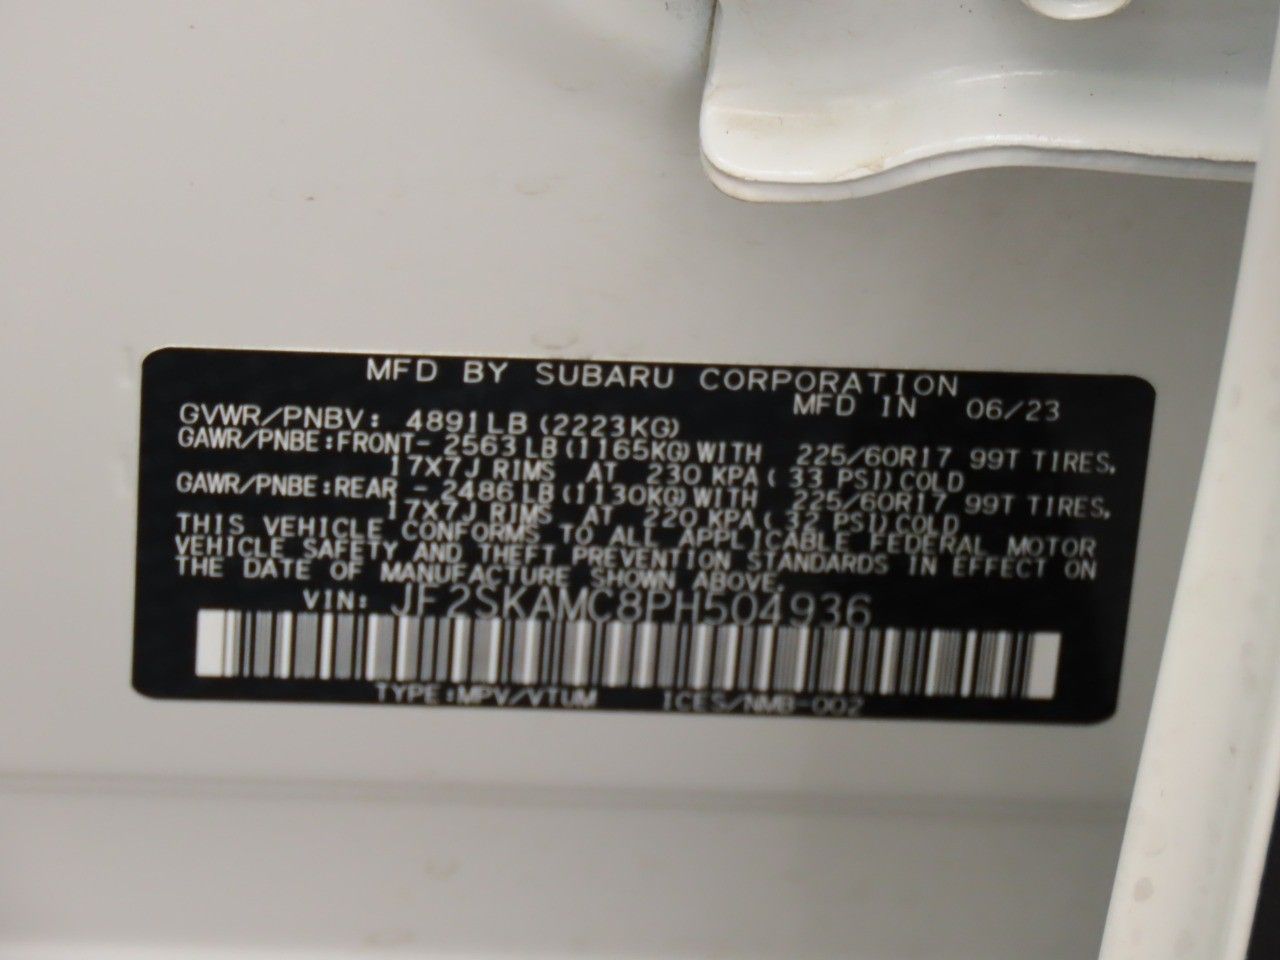 MFD BY SUBARU CORPORATION
MFD IN 06/23
GVWR/PNBV: 4891LB (2223KG)
GAWR/PNBE:FRONT- 2563LB(1165KG)WITH 225/60R17 99T TIRES.
17X7J RIMS AT 230 KPA( 33 PSI)COLD
GAWR/PNBE:REAR - 2486LB(1130KG)WITH 225/60R17 99T TIRES.
17X7J RIMS AT 220 KPA( 32 PSI)COLD
THIS VEHICLE CONFORMS TO ALL APPLICABLE FEDERAL MOTOR
VEHICLE SAFETY AND THEFT PREVENTION STANDARDS IN EFFECT ON
THE DATE OF MANUFACTURE SHOWN ABOVE.
VIN: JF2SKAMC8PH504936
TYPE:MPV/VTUM ICES/NMB-002